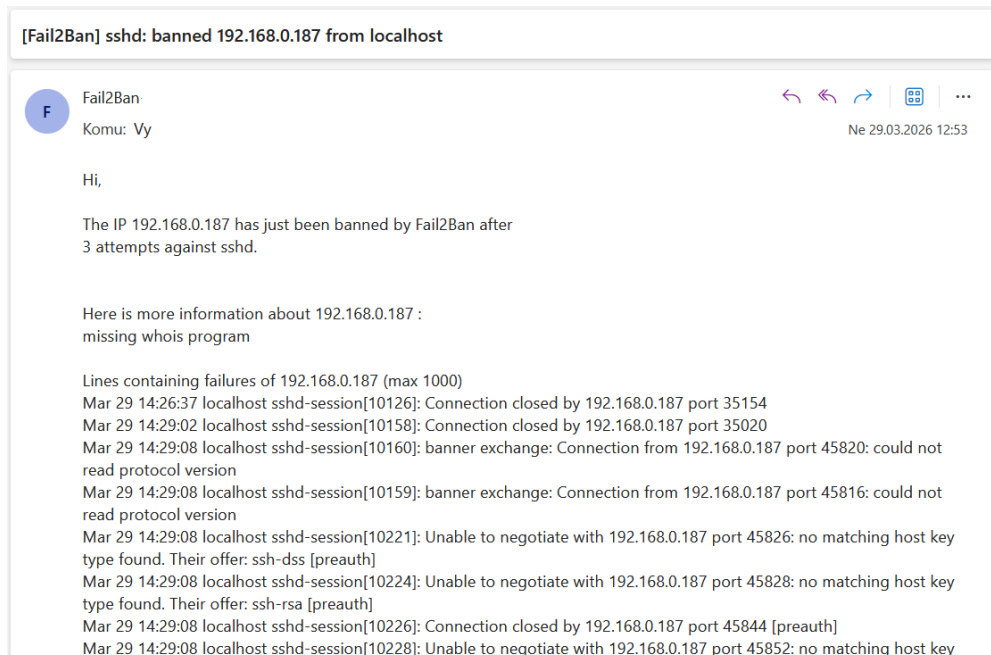 [Fail2Ban] sshd: banned 192.168.0.187 from localhost
F
Fail2Ban
Komu: Vy
Ne 29.03.2026 12:53
Hi,
The IP 192.168.0.187 has just been banned by Fail2Ban after
3 attempts against sshd.
Here is more information about 192.168.0.187 :
missing whois program
Lines containing failures of 192.168.0.187 (max 1000)
Mar 29 14:26:37 localhost sshd-session[10126]: Connection closed by 192.168.0.187 port 35154
Mar 29 14:29:02 localhost sshd-session[10158]: Connection closed by 192.168.0.187 port 35020
Mar 29 14:29:08 localhost sshd-session[10160]: banner exchange: Connection from 192.168.0.187 port 45820: could not
read protocol version
Mar 29 14:29:08 localhost sshd-session[10159]: banner exchange: Connection from 192.168.0.187 port 45816: could not
read protocol version
Mar 29 14:29:08 localhost sshd-session[10221]: Unable to negotiate with 192.168.0.187 port 45826: no matching host key
type found. Their offer: ssh-dss [preauth]
Mar 29 14:29:08 localhost sshd-session[10224]: Unable to negotiate with 192.168.0.187 port 45828: no matching host key
type found. Their offer: ssh-rsa [preauth]
Mar 29 14:29:08 localhost sshd-session[10226]: Connection closed by 192.168.0.187 port 45844 [preauth]
Mar 29 14:29:08 localhost sshd-session[10228]: Unable to negotiate with 192.168.0.187 port 45852: no matching host key